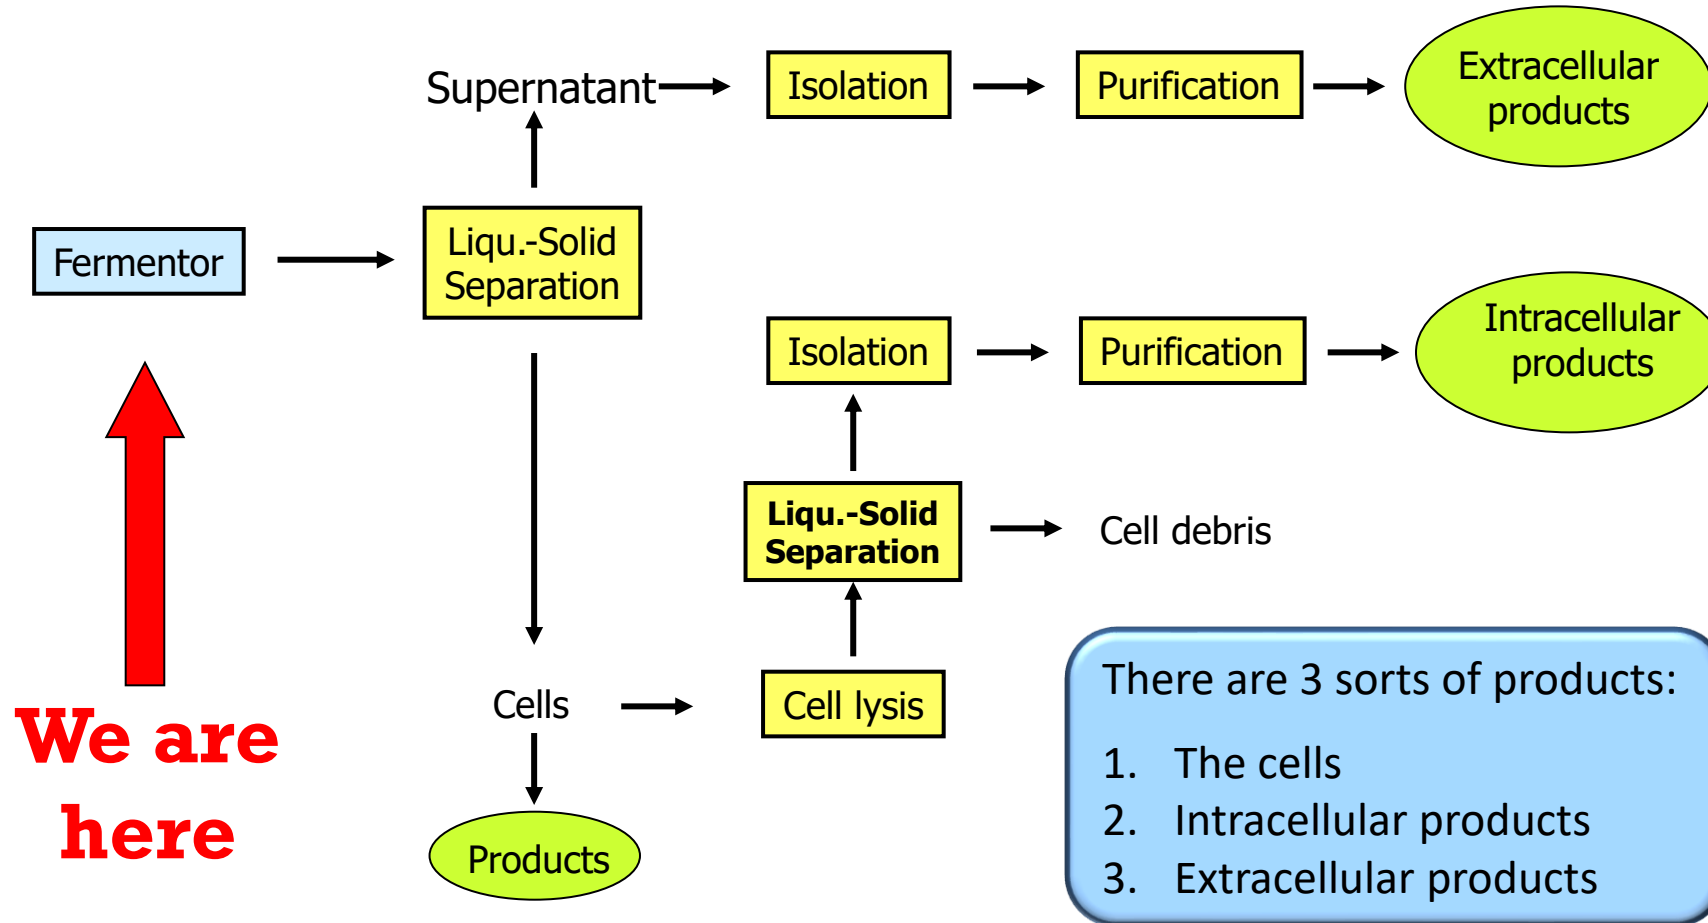 Supernatant
Isolation
Purification
Extracellular
products
Fermentor
Liqu.-Solid
Separation
Isolation
Purification
Intracellular
products
Liqu.-Solid
Separation
Cell debris
Cells
Cell lysis
Products
We are
here
There are 3 sorts of products:
1. The cells
2. Intracellular products
3. Extracellular products